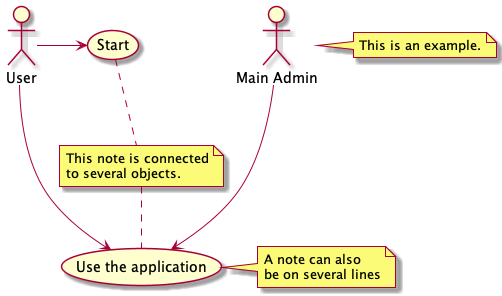 Start
This is an example.
User
Main Admin
This note is connected
to several objects.
Use the application
A note can also
be on several lines